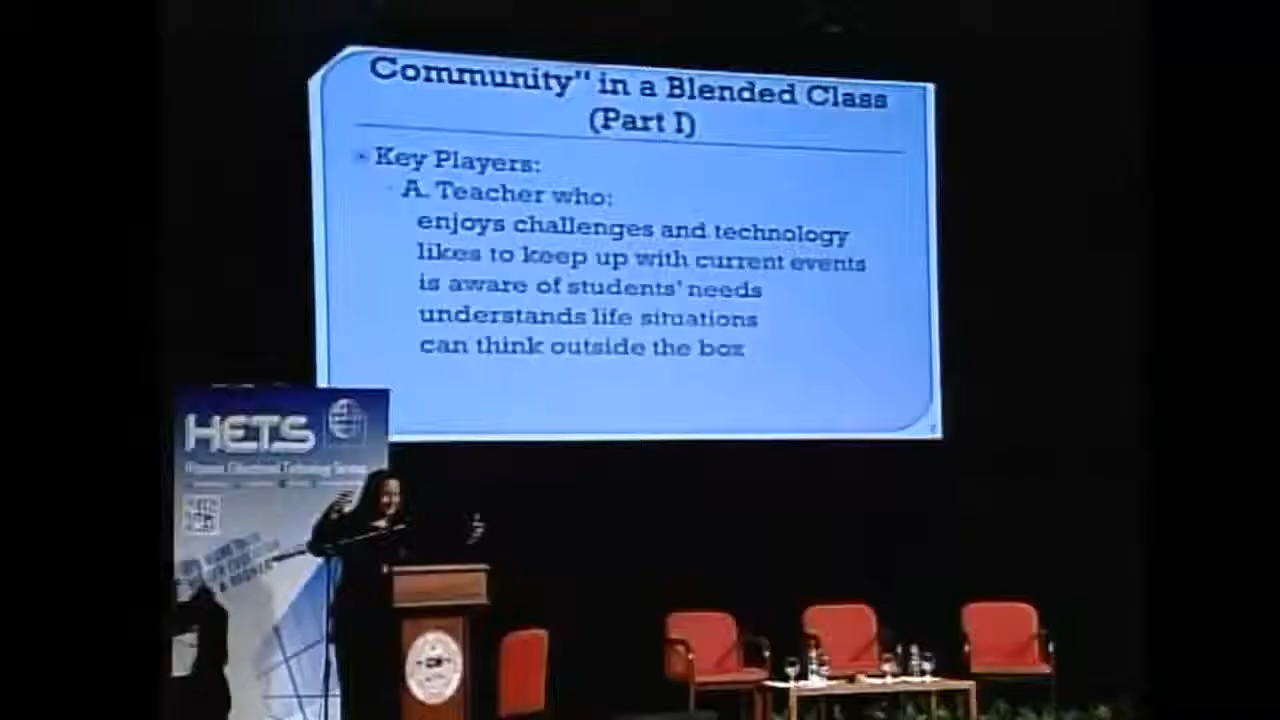 Community" in a Blended Class
(Part I)
Key Players:
A. Teacher who:
enjoys challenges and technology
likes to keep up with current events
is aware of students' needs
understands life situations
can think outside the box
HETS